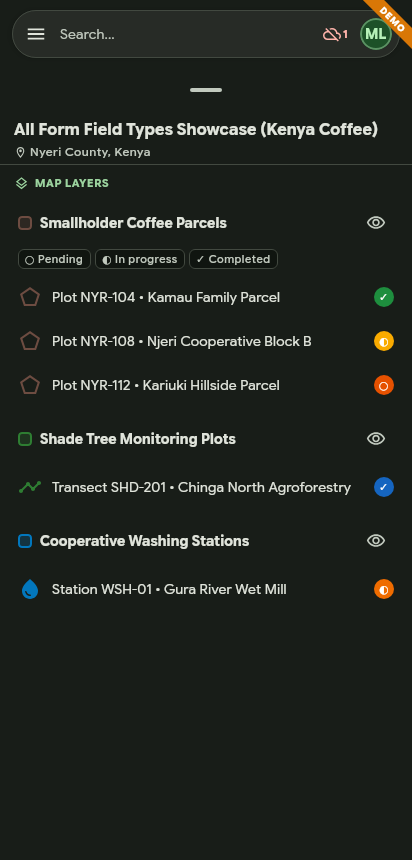 Search...
1
ML
DEMO
All Form Field Types Showcase (Kenya Coffee)
Nyeri County, Kenya
MAP LAYERS
Smallholder Coffee Parcels
Pending
In progress
✓ Completed
Plot NYR-104 • Kamau Family Parcel
Plot NYR-108 • Njeri Cooperative Block B
Plot NYR-112 • Kariuki Hillside Parcel
Shade Tree Monitoring Plots
Transect SHD-201 • Chinga North Agroforestry
Cooperative Washing Stations
Station WSH-01 • Gura River Wet Mill